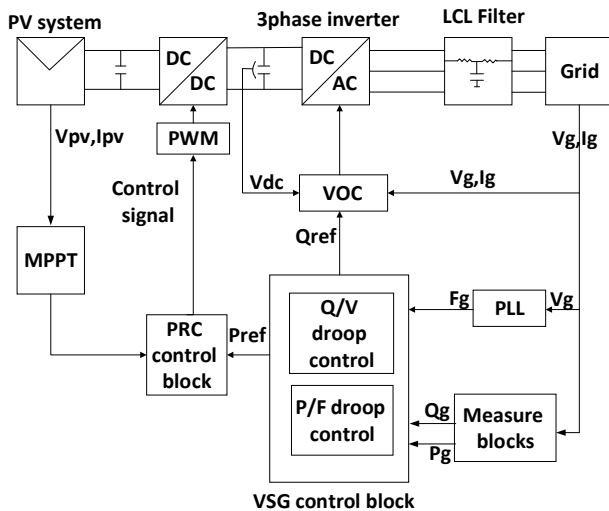 PV system
3phase inverter
LCL Filter
DC
DC
DC
AC
Grid
Vpv,Ipv
PWM
Vg,Ig
Control
signal
Vdc
VOC
Vg,Ig
Qref
MPPT
PRC
control
block
Pref
Q/V
droop
control
Fg
PLL
Vg
P/F droop
control
Qg
Pg
Measure
blocks
VSG control block